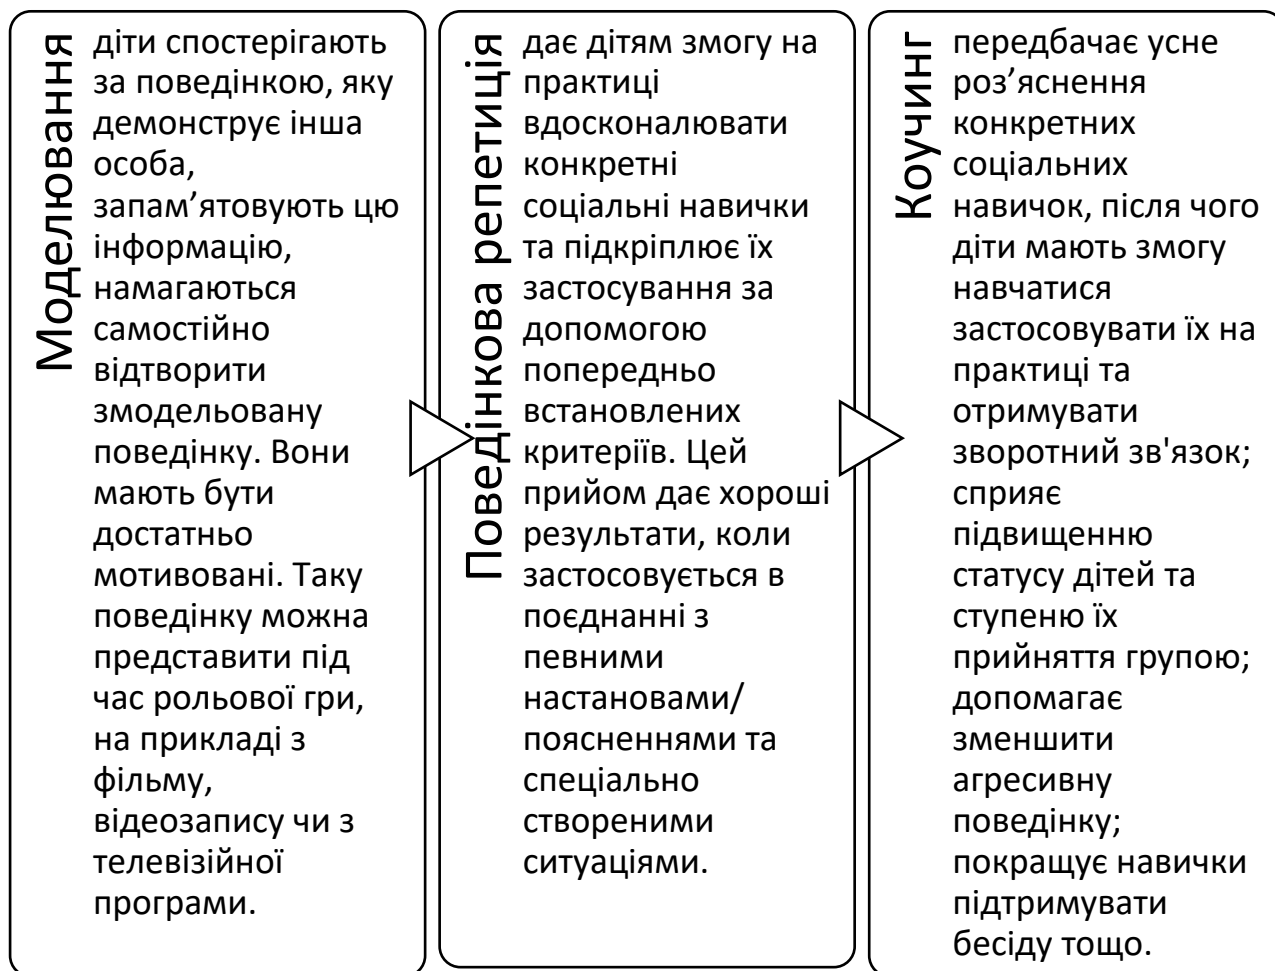 Моделювання
діти спостерігають
за поведінкою, яку
демонструє інша
особа,
запам’ятовують цю
інформацію,
намагаються
самостійно
відтворити
змодельовану
поведінку. Вони
мають бути
достатньо
мотивовані. Таку
поведінку можна
представити під
час рольової гри,
на прикладі з
фільму,
відеозапису чи з
телевізійної
програми.
Поведінкова репетиція
дає дітям змогу на
практиці
вдосконалювати
конкретні
соціальні навички
та підкріплює їх
застосування за
допомогою
попередньо
встановлених
критеріїв. Цей
прийом дає хороші
результати, коли
застосовується в
поєднанні з
певними
настановами/
поясненнями та
спеціально
створеними
ситуаціями.
Коучинг
передбачає усне
роз’яснення
конкретних
соціальних
навичок, після чого
діти мають змогу
навчатися
застосовувати їх на
практиці та
отримувати
зворотний зв'язок;
сприяє
підвищенню
статусу дітей та
ступеню їх
прийняття групою;
допомагає
зменшити
агресивну
поведінку;
покращує навички
підтримувати
бесіду тощо.